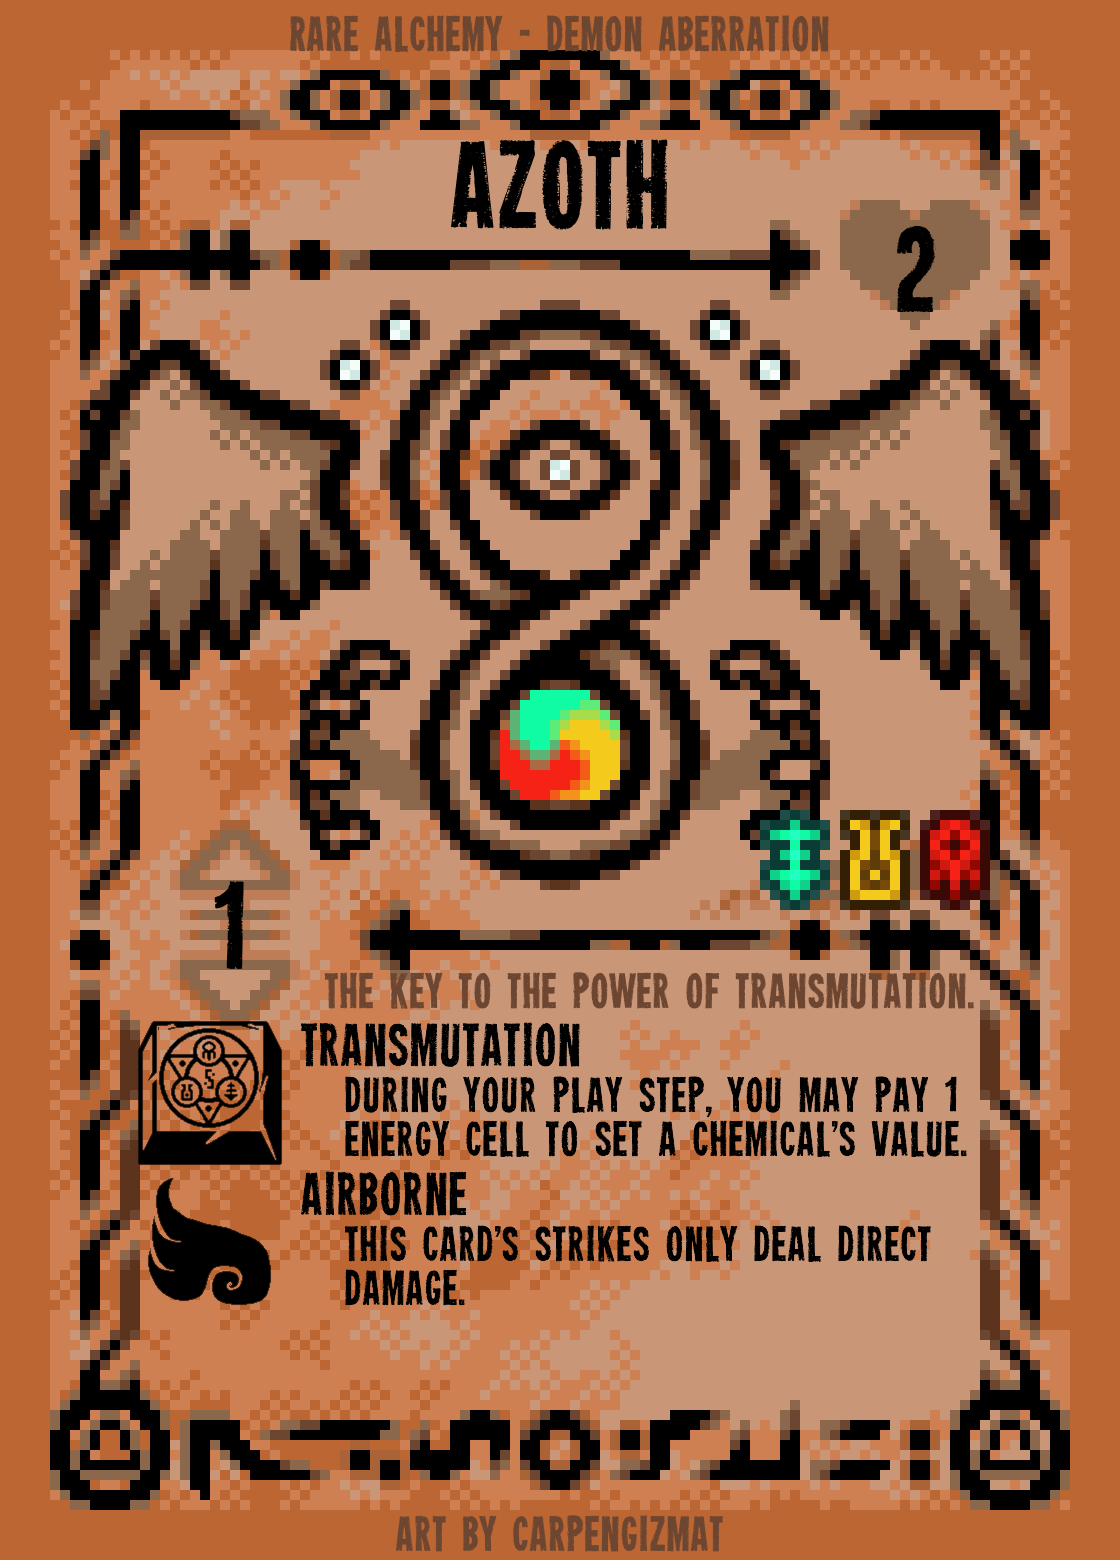 RARE ALCHEMY - DEMON ABERRATION
AZOTH
2
1
THE KEY TO THE POWER OF TRANSMUTATION.
TRANSMUTATION
DURING YOUR PLAY STEP, YOU MAY PAY 1
ENERGY CELL TO SET A CHEMICAL'S VALUE.
AIRBORNE
THIS CARD'S STRIKES ONLY DEAL DIRECT
DAMAGE.
ART BY CARPENGIZMAT